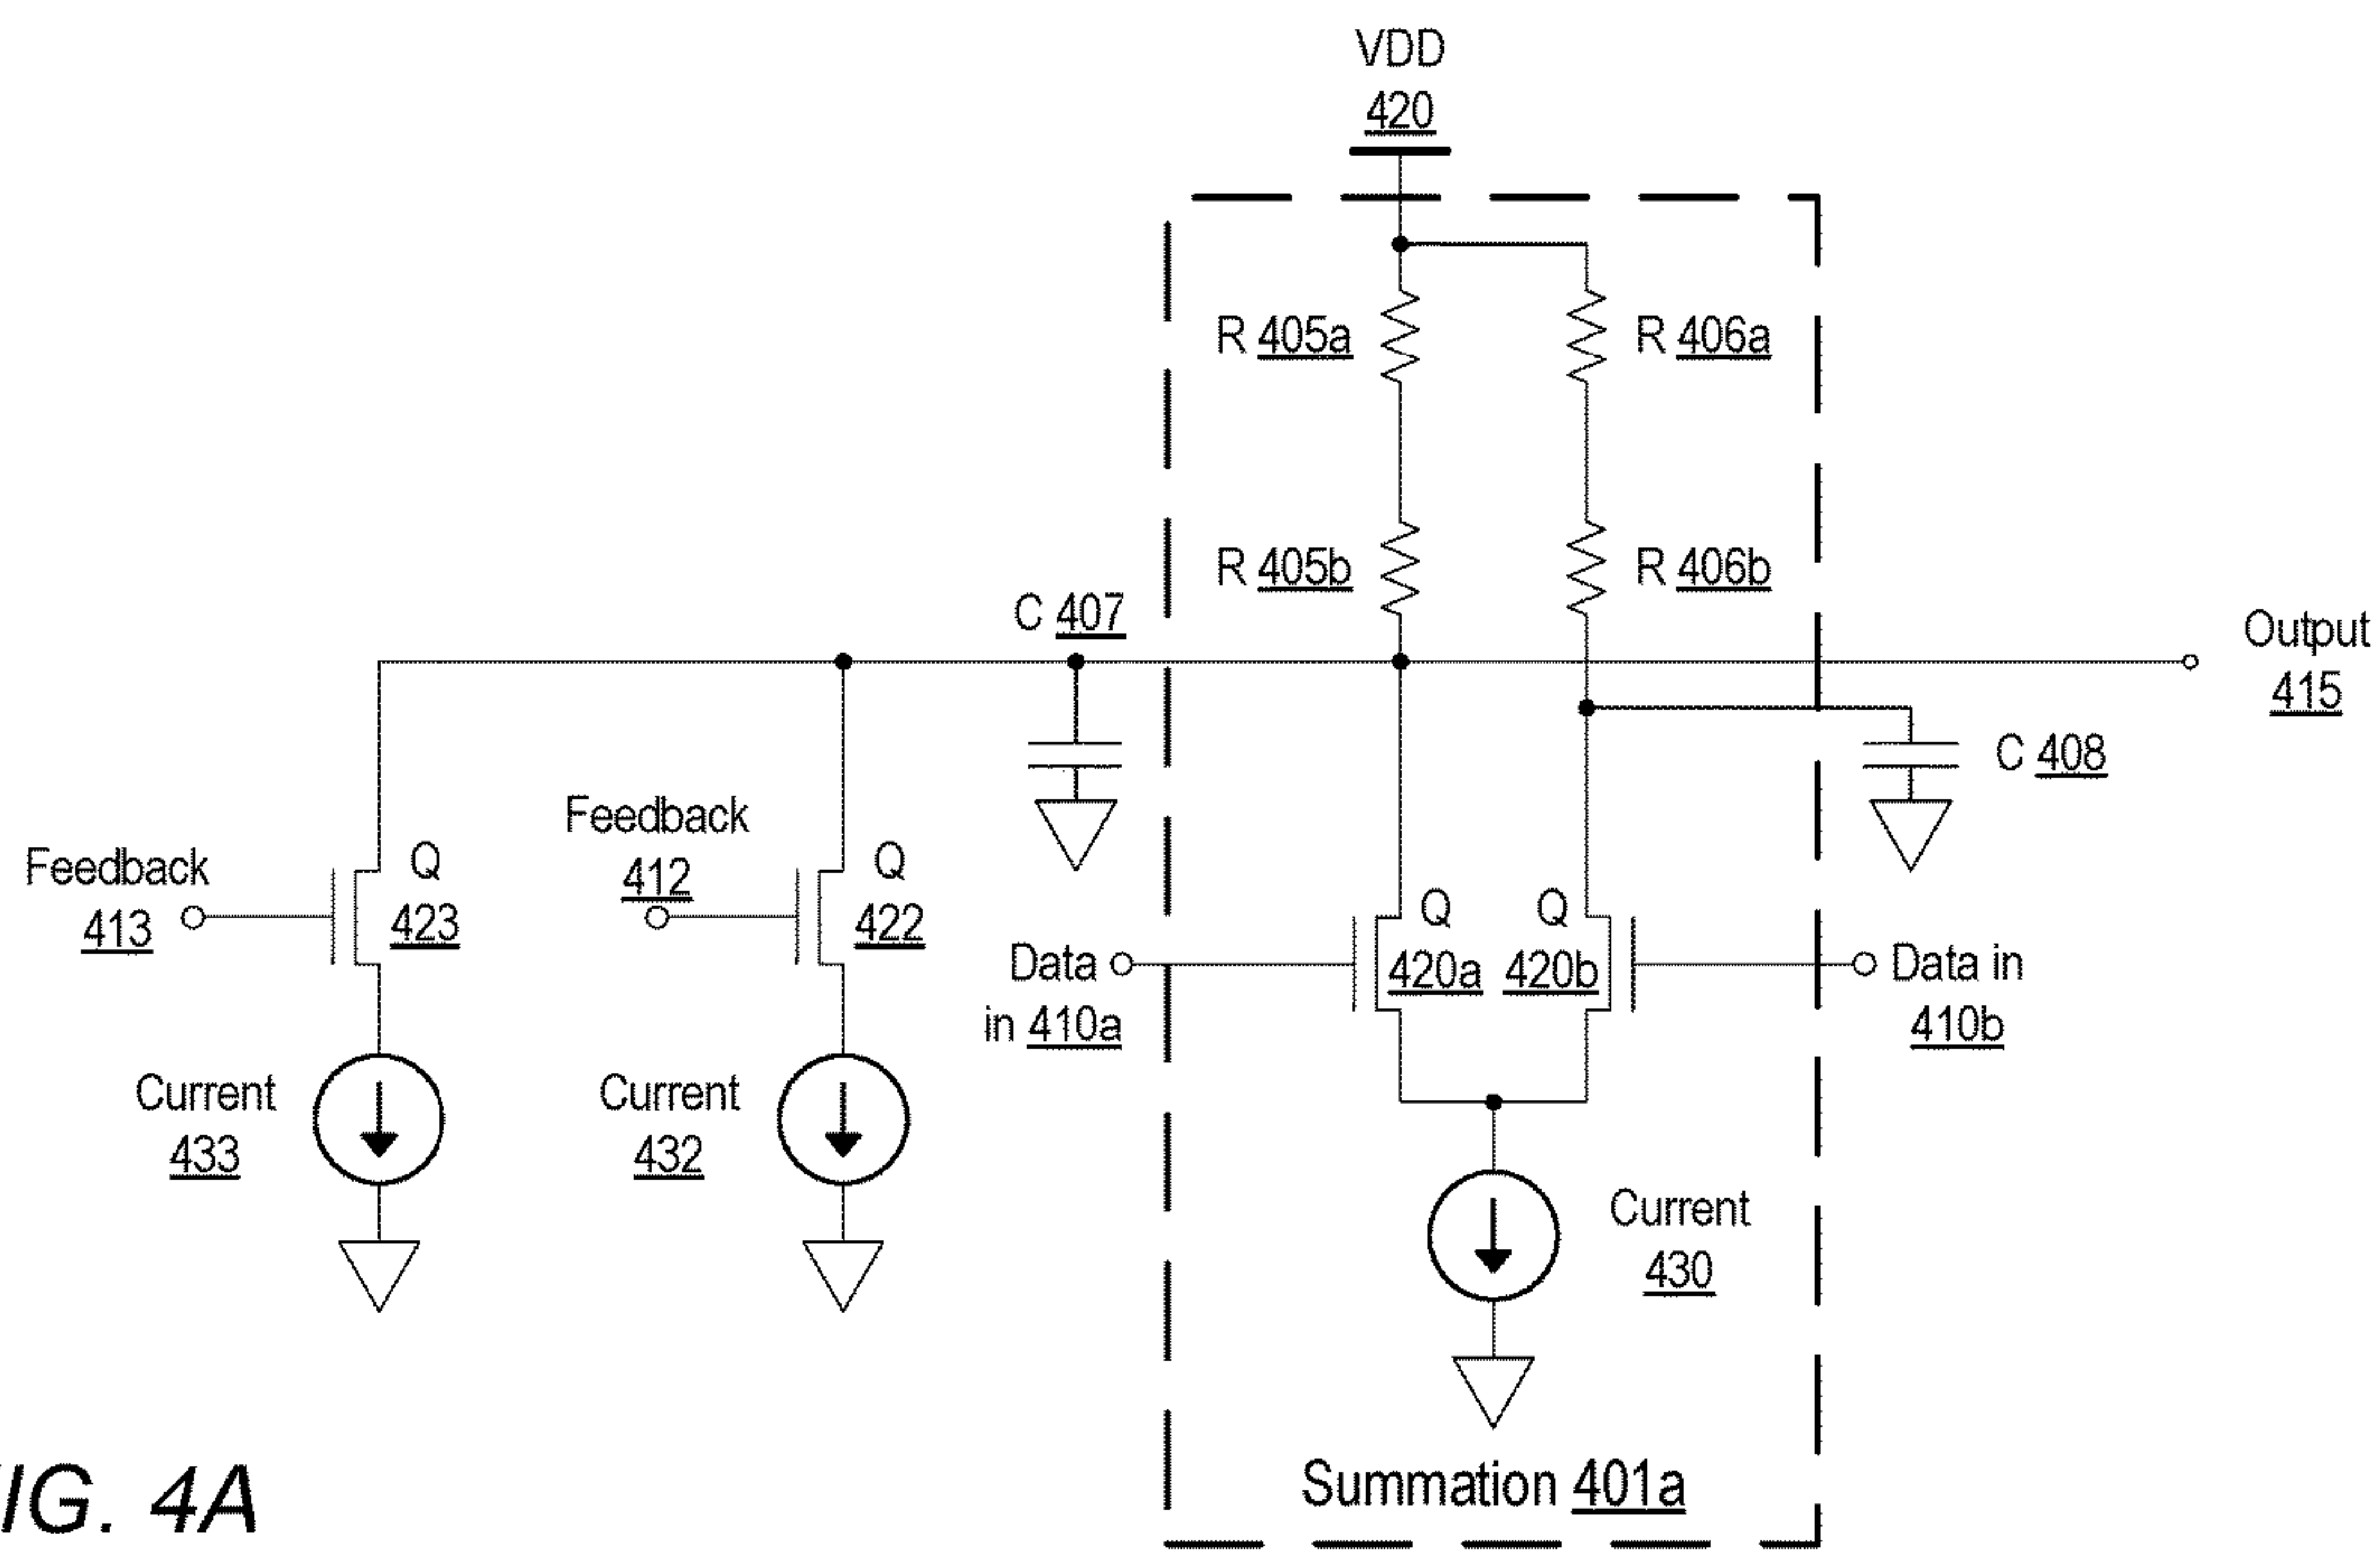 VDD
420
R 405a
R 406a
R 405b
R 406b
C 407
Output
415
C 408
Feedback
412
Feedback
413
Q
423
Q
422
Q
420a
Q
420b
Data
in 410a
Data in
410b
Current
433
Current
432
Current
430
Summation 401a
IG. 4A